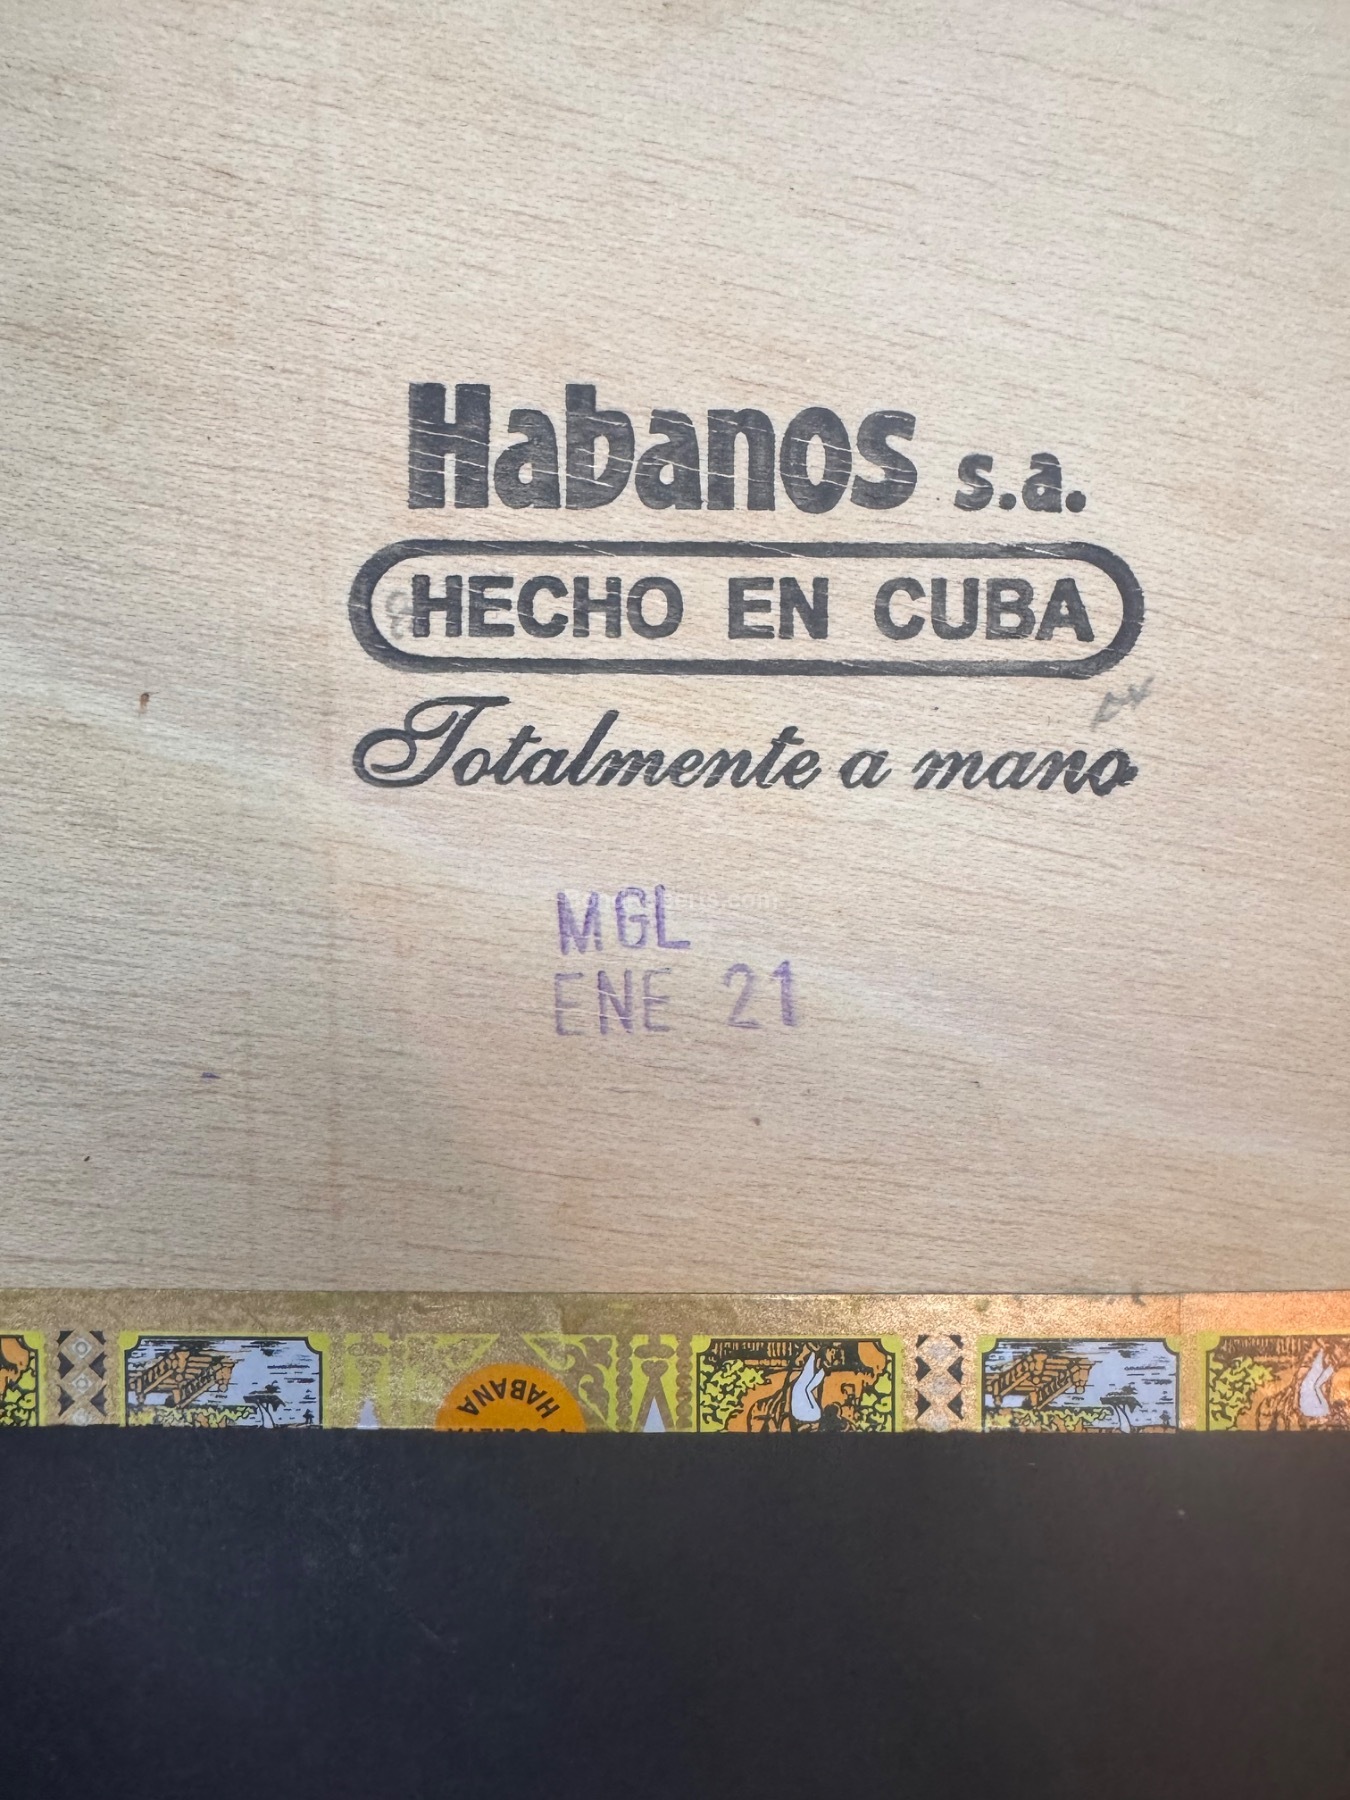 Habanos s.a.
HECHO EN CUBA
Totalmente a mano
MGL
ENE 21
HABANA